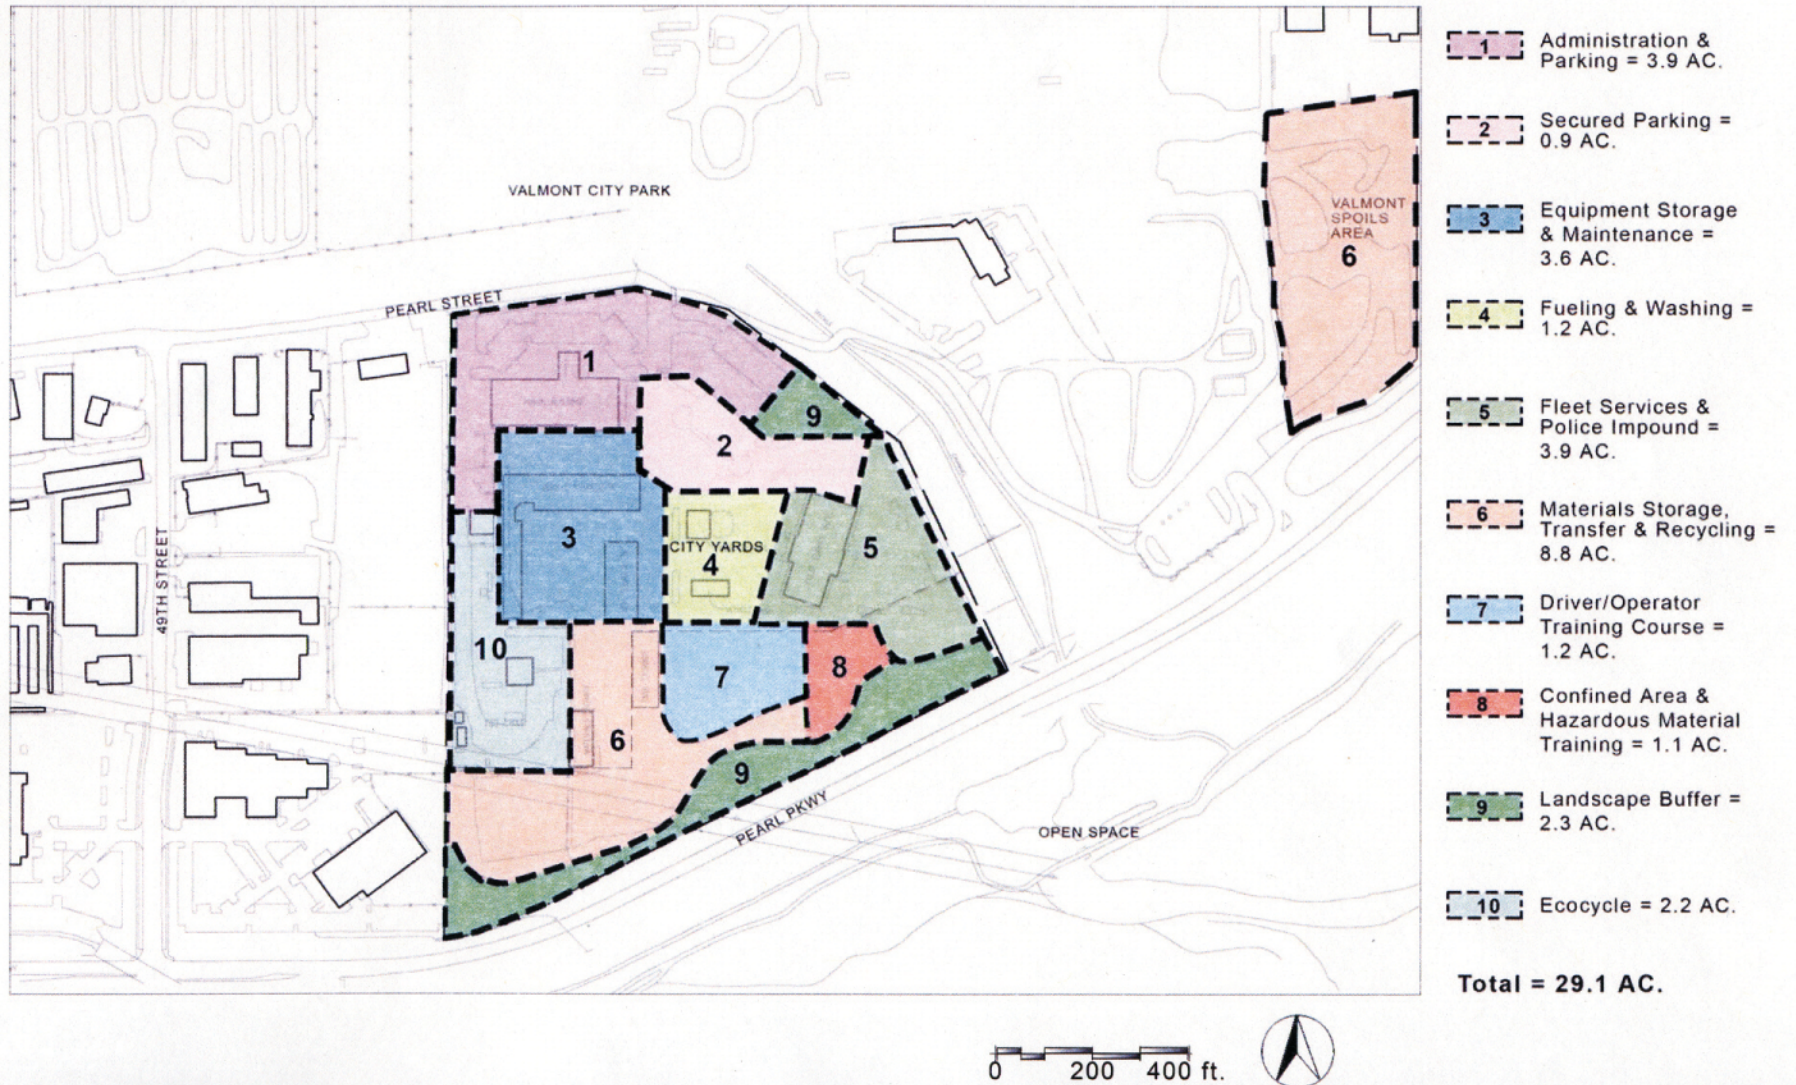 VALMONT CITY PARK
PEARL STREET
49TH STREET
VALMONT
SPOILS
AREA
6
1
9
2
3
CITY YARDS
4
5
10
7
8
6
9
PEARL PKWY
OPEN SPACE
1 Administration &
Parking = 3.9 AC.
2 Secured Parking =
0.9 AC.
3 Equipment Storage
& Maintenance =
3.6 AC.
4 Fueling & Washing =
1.2 AC.
5 Fleet Services &
Police Impound =
3.9 AC.
6 Materials Storage,
Transfer & Recycling =
8.8 AC.
7 Driver/Operator
Training Course =
1.2 AC.
8 Confined Area &
Hazardous Material
Training = 1.1 AC.
9 Landscape Buffer =
2.3 AC.
10 Ecocycle = 2.2 AC.
Total = 29.1 AC.
0 200 400 ft.